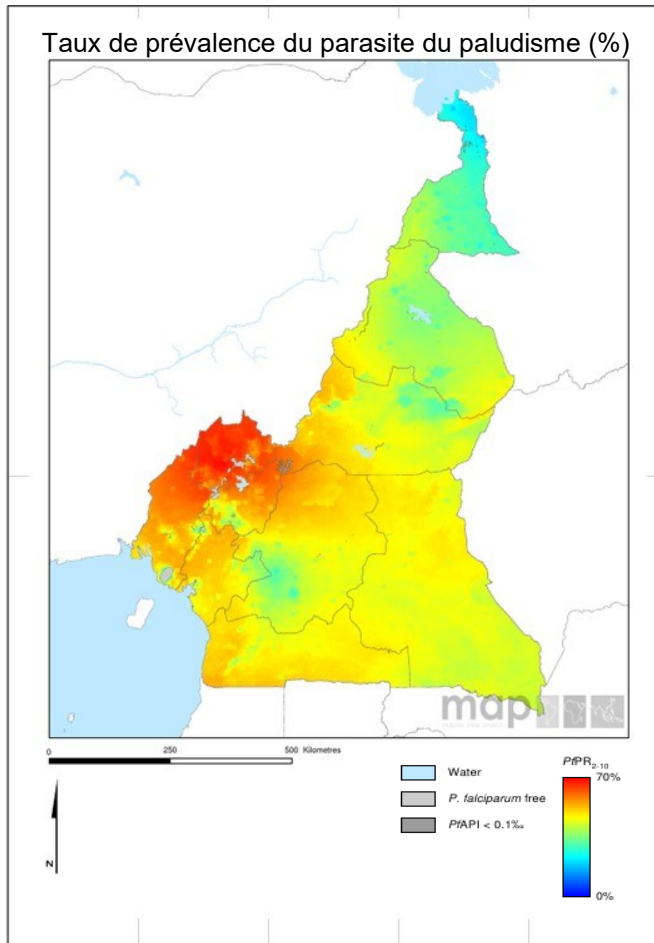 Taux de prévalence du parasite du paludisme (%)
map
0 250 500 Kilometres
N
Water
P. falciparum free
PfAPI < 0.1‰
PfPR2-10
70%
0%